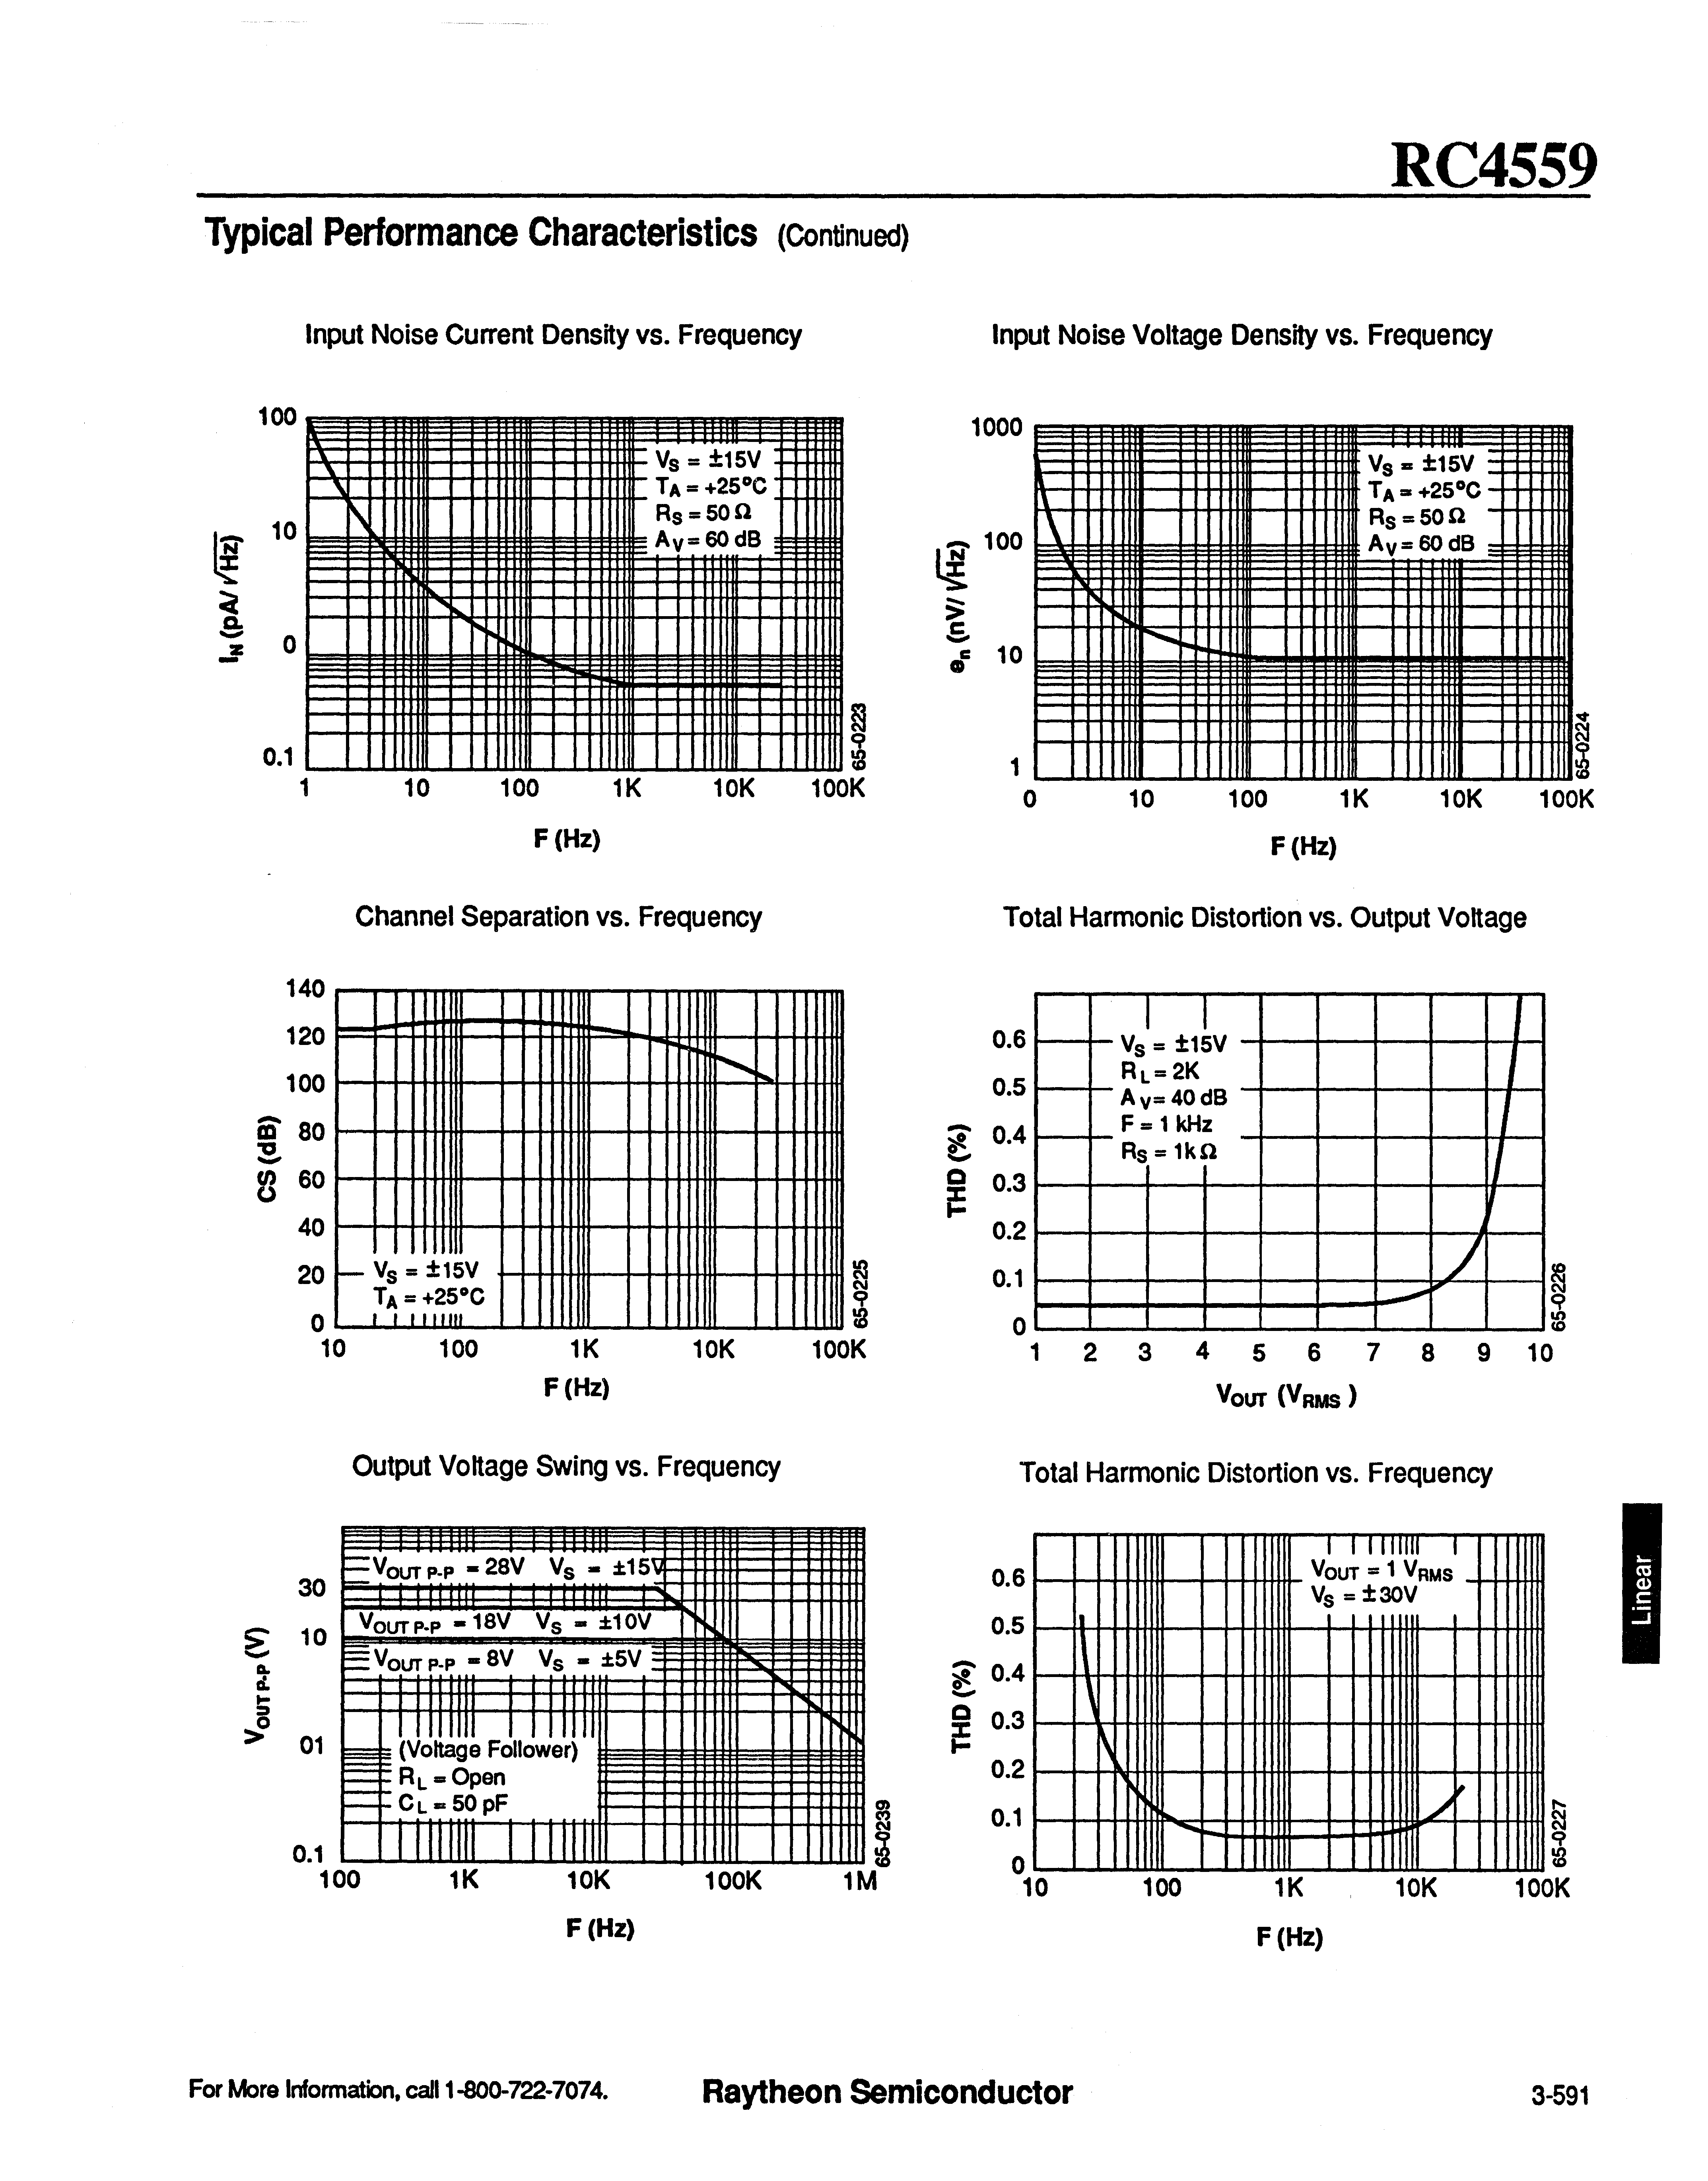 RC4559
Typical Performance Characteristics (Continued)
Input Noise Current Density vs. Frequency
100
10
0
0.1
IN (pA/ √Hz)
VS = ±15V
TA = +25°C
RS = 50 Ω
AV = 60 dB
65-0223
1 10 100 1K 10K 100K
F (Hz)
Input Noise Voltage Density vs. Frequency
1000
100
10
1
en (nV/ √Hz)
VS = ±15V
TA = +25°C
RS = 50 Ω
AV = 60 dB
65-0224
0 10 100 1K 10K 100K
F (Hz)
Channel Separation vs. Frequency
140
120
100
80
60
40
20
0
CS (dB)
VS = ±15V
TA = +25°C
65-0225
10 100 1K 10K 100K
F (Hz)
Total Harmonic Distortion vs. Output Voltage
0.6
0.5
0.4
0.3
0.2
0.1
0
THD (%)
VS = ±15V
RL = 2K
AV = 40 dB
F = 1 kHz
RS = 1k Ω
65-0226
1 2 3 4 5 6 7 8 9 10
VOUT (VRMS )
Output Voltage Swing vs. Frequency
30
10
01
0.1
VOUT P-P (V)
VOUT P-P = 28V VS = ±15V
VOUT P-P = 18V VS = ±10V
VOUT P-P = 8V VS = ±5V
(Voltage Follower)
RL = Open
CL = 50 pF
65-0239
100 1K 10K 100K 1M
F (Hz)
Total Harmonic Distortion vs. Frequency
0.6
0.5
0.4
0.3
0.2
0.1
0
THD (%)
VOUT = 1 VRMS
VS = ±30V
65-0227
10 100 1K 10K 100K
F (Hz)
Linear
For More Information, call 1-800-722-7074.
Raytheon Semiconductor
3-591